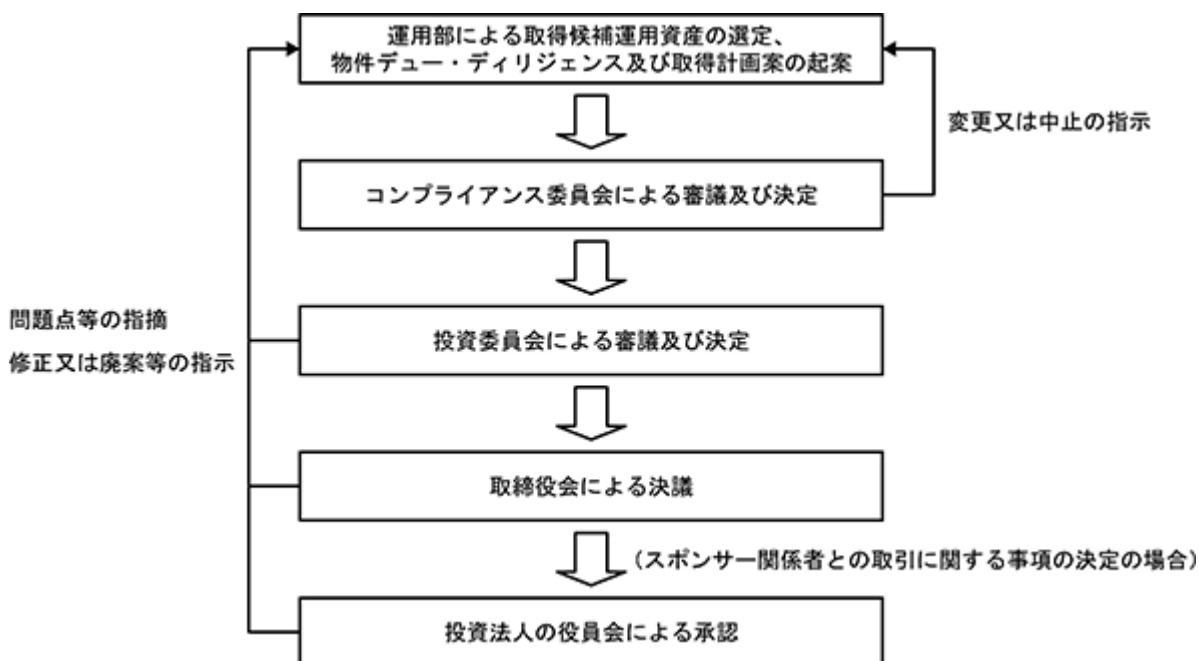 運用部による取得候補運用資産の選定、
物件デュー・ディリジェンス及び取得計画案の起案
変更又は中止の指示
コンプライアンス委員会による審議及び決定
問題点等の指摘
修正又は廃案等の指示
投資委員会による審議及び決定
取締役会による決議
(スポンサー関係者との取引に関する事項の決定の場合)
投資法人の役員会による承認